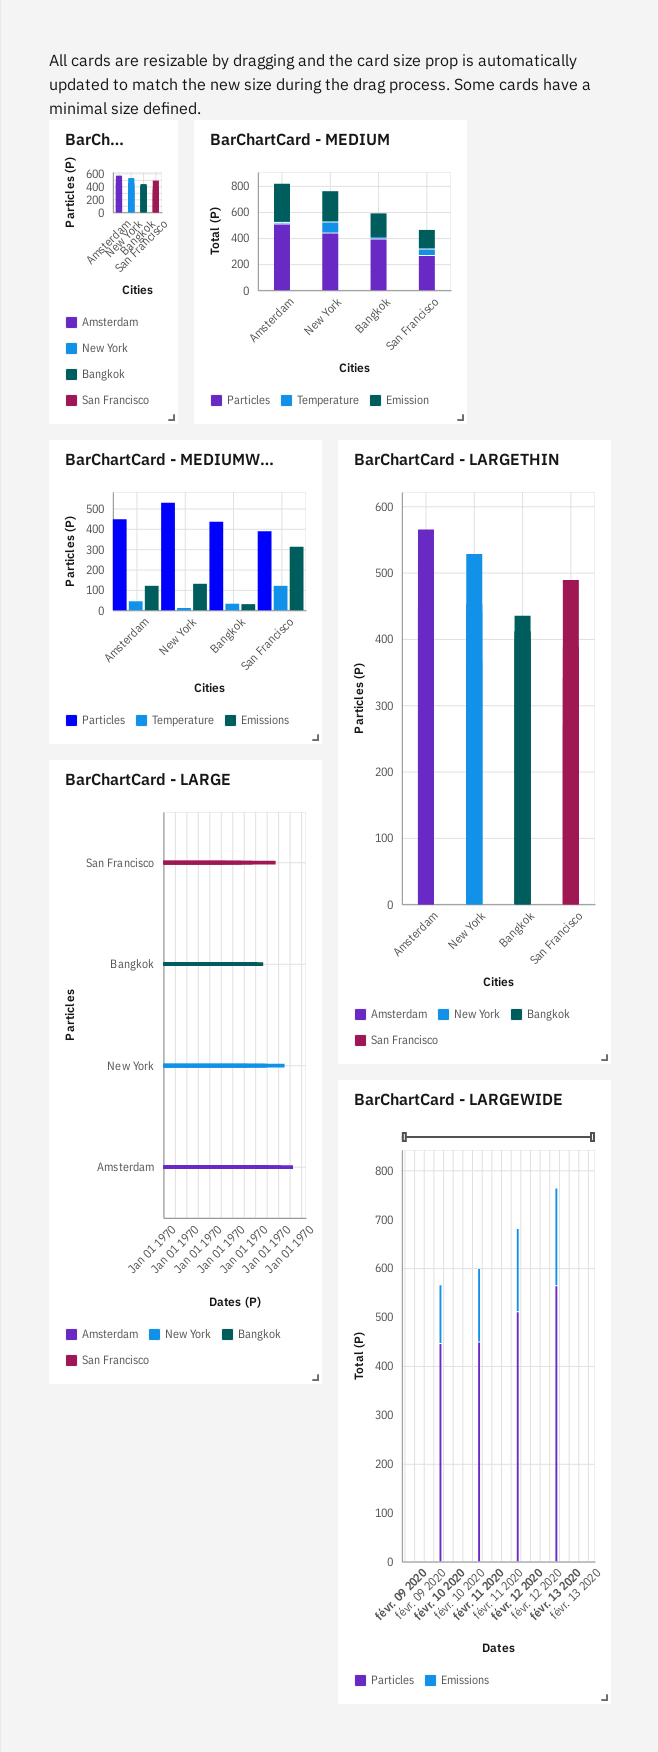 All cards are resizable by dragging and the card size prop is automatically
updated to match the new size during the drag process. Some cards have a
minimal size defined.
BarCh...
Particles (P)
600
400
200
0
Amsterdam
New York
Bangkok
San Francisco
Cities
Amsterdam
New York
Bangkok
San Francisco
BarChartCard - MEDIUM
Total (P)
800
600
400
200
0
Amsterdam
New York
Bangkok
San Francisco
Cities
Particles Temperature Emission
BarChartCard - MEDIUMW...
Particles (P)
500
400
300
200
100
0
Amsterdam
New York
Bangkok
San Francisco
Cities
Particles Temperature Emissions
BarChartCard - LARGETHIN
Particles (P)
600
500
400
300
200
100
0
Amsterdam
New York
Bangkok
San Francisco
Cities
Amsterdam New York Bangkok
San Francisco
BarChartCard - LARGE
Particles
San Francisco
Bangkok
New York
Amsterdam
Jan 01 1970
Jan 01 1970
Jan 01 1970
Jan 01 1970
Jan 01 1970
Jan 01 1970
Jan 01 1970
Dates (P)
Amsterdam New York Bangkok
San Francisco
BarChartCard - LARGEWIDE
Total (P)
800
700
600
500
400
300
200
100
0
févr. 09 2020
févr. 09 2020
févr. 10 2020
févr. 10 2020
févr. 11 2020
févr. 11 2020
févr. 12 2020
févr. 12 2020
févr. 13 2020
févr. 13 2020
Dates
Particles Emissions